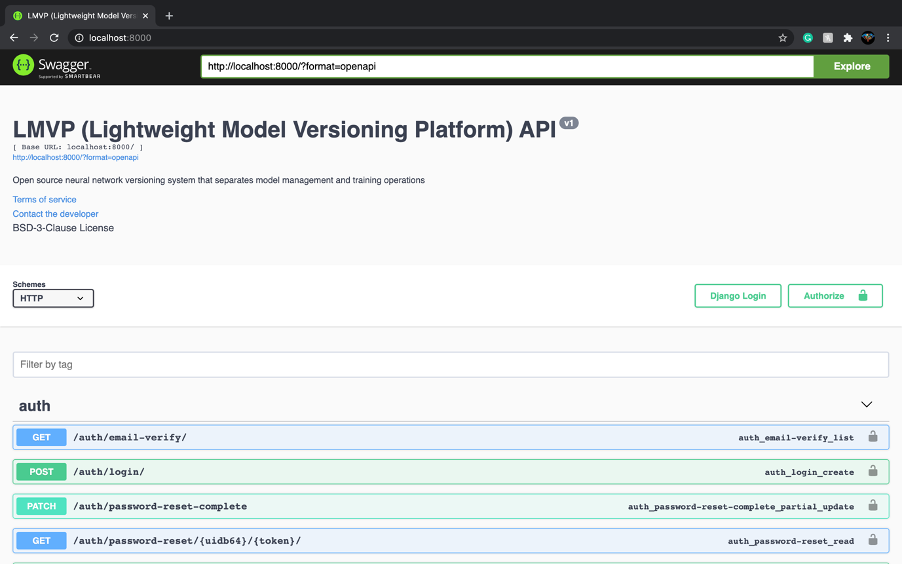 LMVP (Lightweight Model Vers
localhost:8000
Swagger.
Supported by SMARTBEAR
http://localhost:8000/?format=openapi
Explore
LMVP (Lightweight Model Versioning Platform) API v1
[ Base URL: localhost:8000/ ]
http://localhost:8000/?format=openapi
Open source neural network versioning system that separates model management and training operations
Terms of service
Contact the developer
BSD-3-Clause License
Schemes
HTTP
Django Login
Authorize
Filter by tag
auth
GET /auth/email-verify/ auth_email-verify_list
POST /auth/login/ auth_login_create
PATCH /auth/password-reset-complete auth_password-reset-complete_partial_update
GET /auth/password-reset/{uidb64}/{token}/ auth_password-reset_read